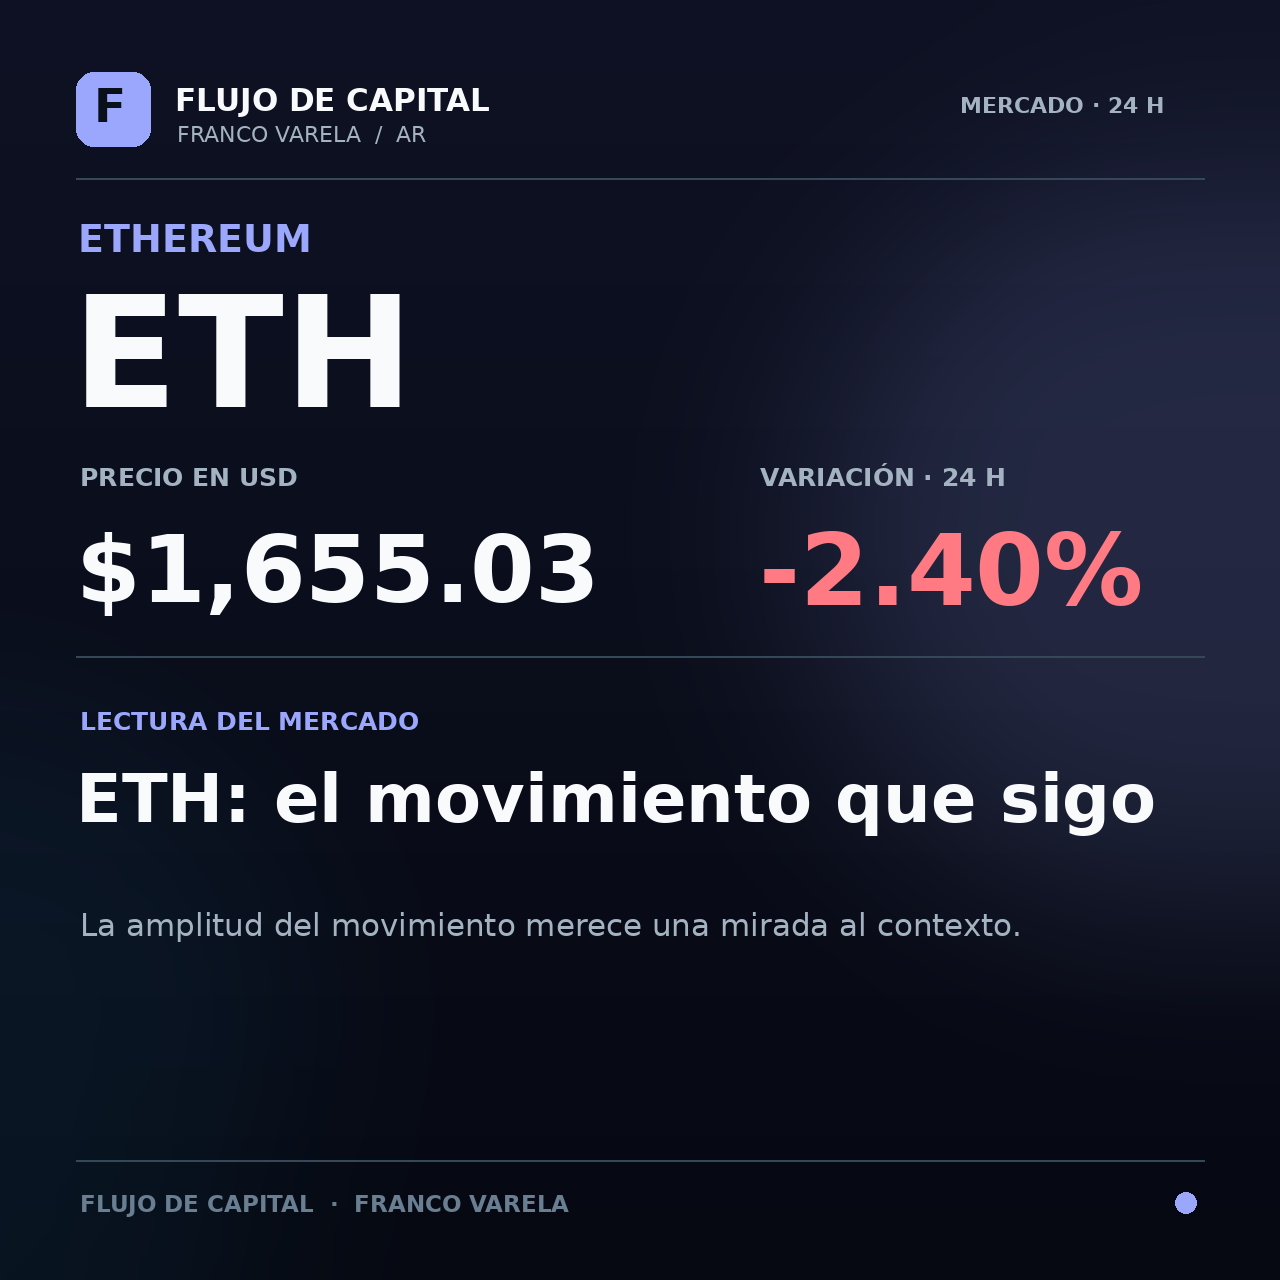 F
FLUJO DE CAPITAL
FRANCO VARELA / AR
MERCADO · 24 H
ETHEREUM
ETH
PRECIO EN USD
VARIACIÓN · 24 H
$1,655.03
-2.40%
LECTURA DEL MERCADO
ETH: el movimiento que sigo
La amplitud del movimiento merece una mirada al contexto.
FLUJO DE CAPITAL · FRANCO VARELA